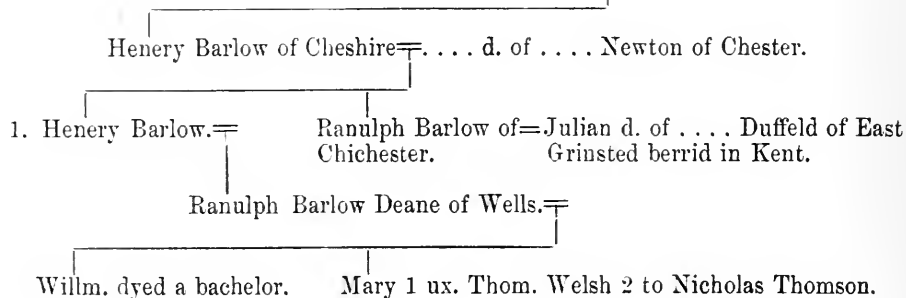 Henery Barlow of Cheshire=. . . . d. of . . . . Newton of Chester.
1. Henery Barlow.= Ranulph Barlow of=Julian d. of . . . . Duffeld of East
Chichester. Grinsted berrid in Kent.
Ranulph Barlow Deane of Wells.=
Willm. dyed a bachelor. Mary 1 ux. Thom. Welsh 2 to Nicholas Thomson.